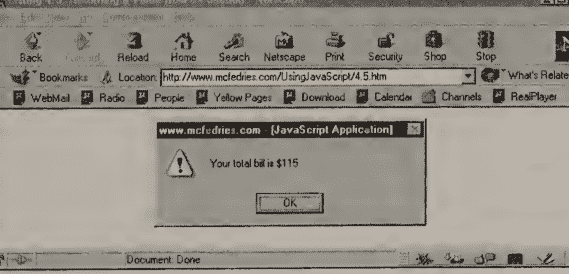 Back Reload Home Search Netscape Print Security Shop Stop
Bookmarks Location: http://www.mcfedries.com/UsingJavaScript/4.5.htm What's Relate
WebMail Radio People Yellow Pages Download Calendar Channels RealPlayer
www.mcfedries.com - [JavaScript Application]
Your total bill is $115
OK
Document: Done